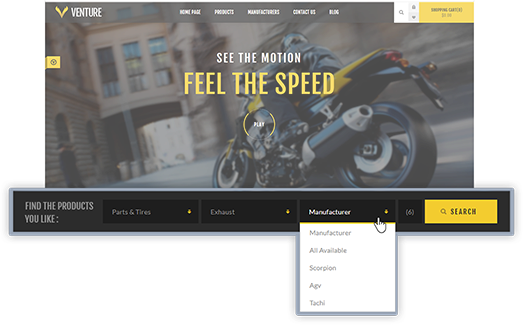 VENTURE
HOME PAGE PRODUCTS MANUFACTURERS CONTACT US BLOG
SHOPPING CART(0)
$0.00
SEE THE MOTION
FEEL THE SPEED
PLAY
FIND THE PRODUCTS
YOU LIKE :
Parts & Tires Exhaust Manufacturer (6) SEARCH
Manufacturer
All Available
Scorpion
Agv
Tachi